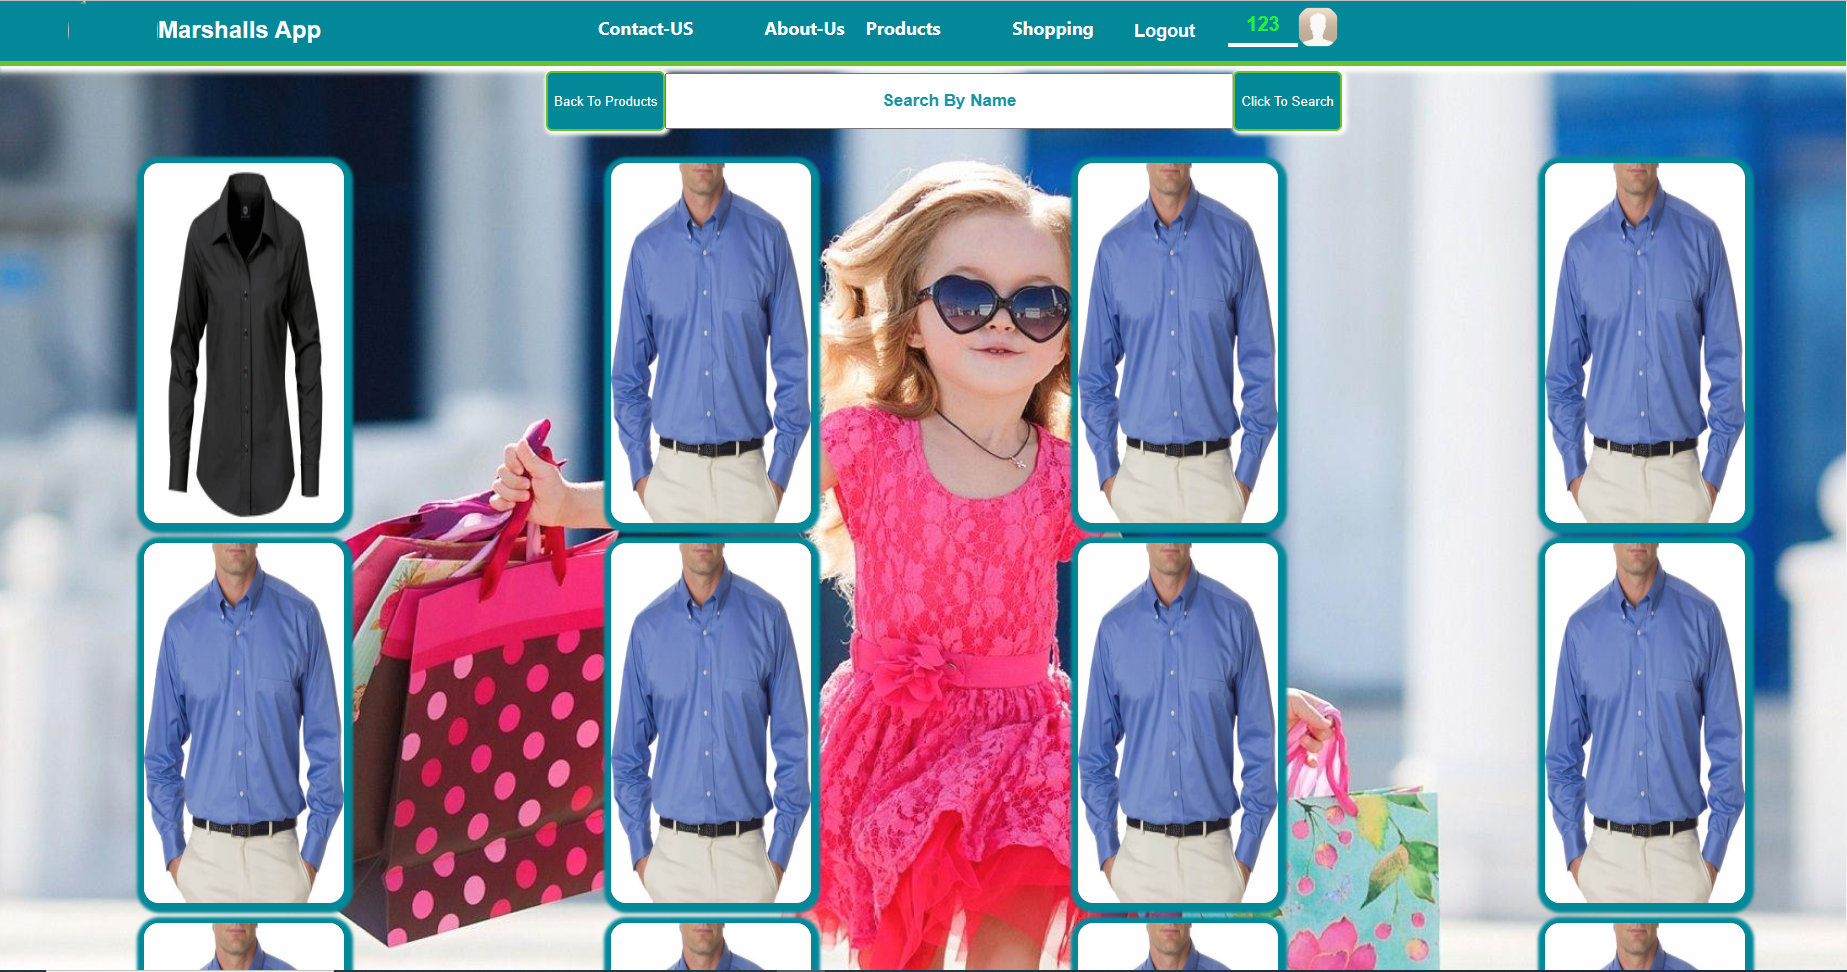 Marshalls App
Contact-US
About-Us
Products
Shopping
Logout
123
Back To Products
Search By Name
Click To Search